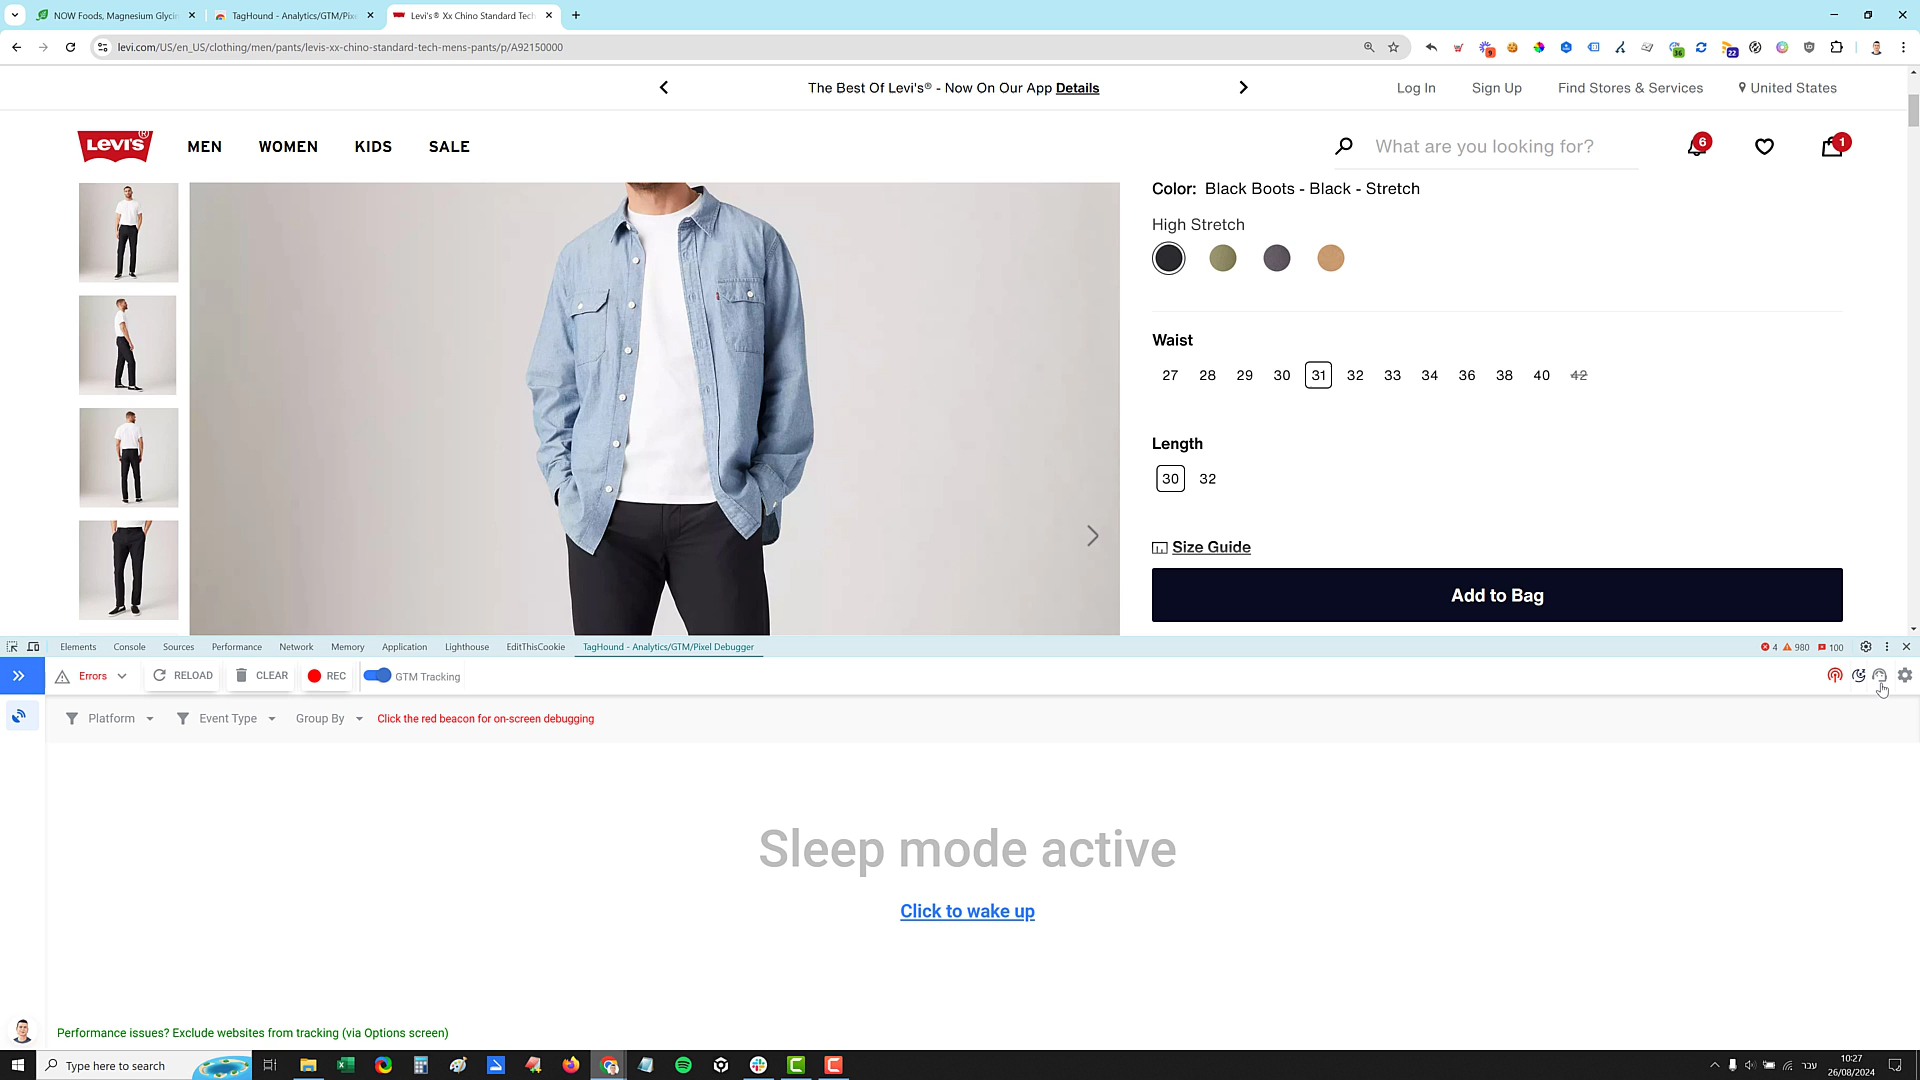 NOW Foods, Magnesium Glycin
TagHound - Analytics/GTM/Pix
Levi's® Xx Chino Standard Tech
levi.com/US/en_US/clothing/men/pants/levis-xx-chino-standard-tech-mens-pants/p/A92150000
9
36
22
The Best Of Levi's® - Now On Our App Details
Log In
Sign Up
Find Stores & Services
United States
LEVI'S
®
MEN
WOMEN
KIDS
SALE
What are you looking for?
6
1
Color: Black Boots - Black - Stretch
High Stretch
Waist
27 28 29 30 31 32 33 34 36 38 40 42
Length
30 32
Size Guide
Add to Bag
Elements
Console
Sources
Performance
Network
Memory
Application
Lighthouse
EditThisCookie
TagHound - Analytics/GTM/Pixel Debugger
4
980
100
Errors
RELOAD
CLEAR
REC
GTM Tracking
Platform
Event Type
Group By
Click the red beacon for on-screen debugging
Sleep mode active
Click to wake up
Performance issues? Exclude websites from tracking (via Options screen)
Type here to search
עבר
10:27
26/08/2024